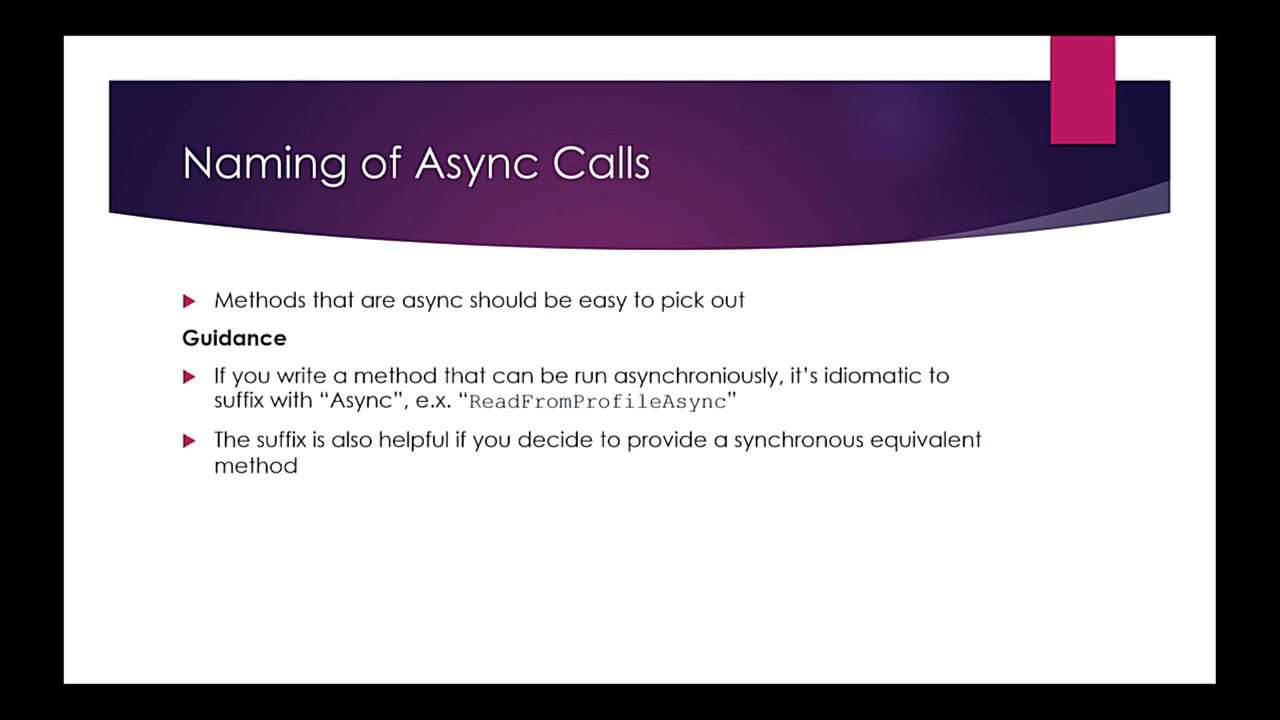 Naming of Async Calls
Methods that are async should be easy to pick out
Guidance
If you write a method that can be run asynchroniously, it’s idiomatic to
suffix with “Async”, e.x. “ReadFromProfileAsync”
The suffix is also helpful if you decide to provide a synchronous equivalent
method